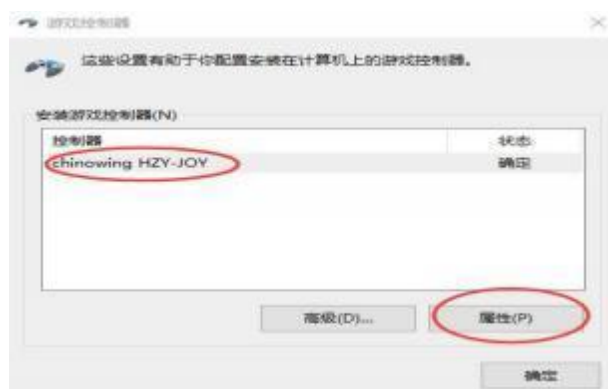 游戏控制器
这些设置有助于你配置安装在计算机上的游戏控制器。
安装游戏控制器(N)
控制器 状态
chinowing HZY-JOY 确定
高级(D)... 属性(P)
确定